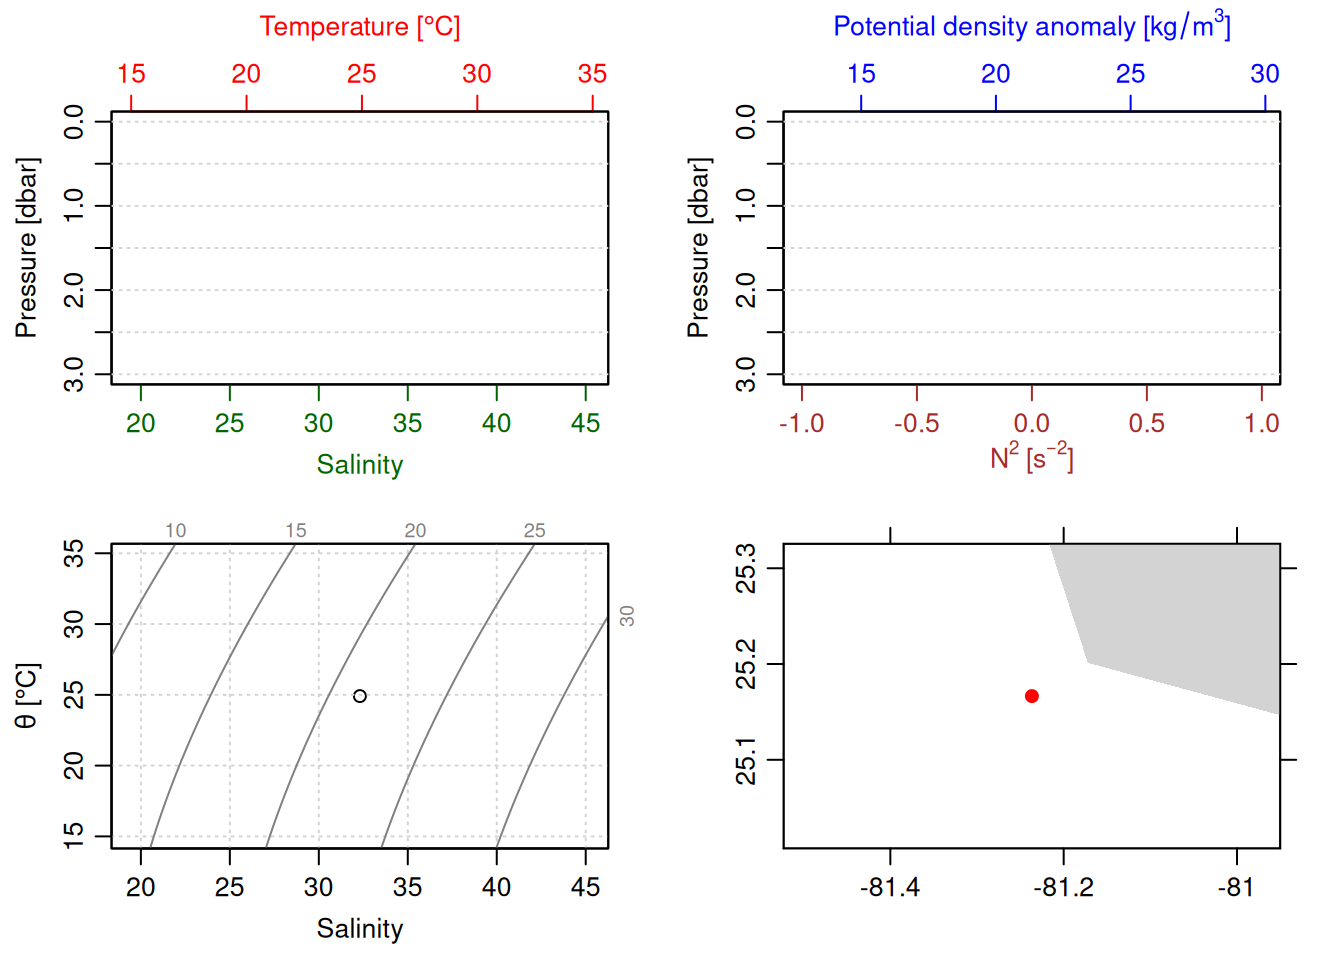 Temperature [°C]
15 20 25 30 35
Pressure [dbar]
0.0 1.0 2.0 3.0
20 25 30 35 40 45
Salinity
Potential density anomaly [kg/m³]
15 20 25 30
Pressure [dbar]
0.0 1.0 2.0 3.0
-1.0 -0.5 0.0 0.5 1.0
N² [s⁻²]
10 15 20 25
30
θ [°C]
15 20 25 30 35
20 25 30 35 40 45
Salinity
25.1 25.2 25.3
-81.4 -81.2 -81